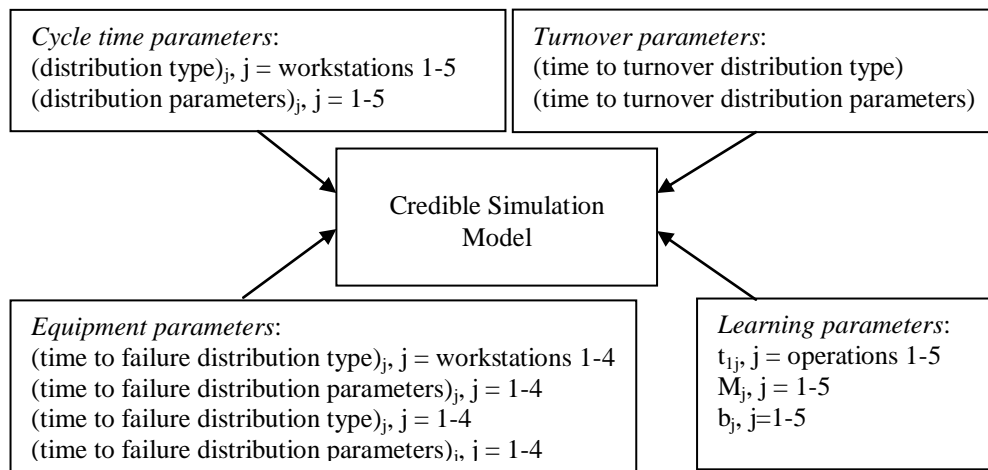 Cycle time parameters:
(distribution type)j, j = workstations 1-5
(distribution parameters)j, j = 1-5
Turnover parameters:
(time to turnover distribution type)
(time to turnover distribution parameters)
Credible Simulation
Model
Equipment parameters:
(time to failure distribution type)j, j = workstations 1-4
(time to failure distribution parameters)j, j = 1-4
(time to failure distribution type)j, j = 1-4
(time to failure distribution parameters)j, j = 1-4
Learning parameters:
t1j, j = operations 1-5
Mj, j = 1-5
bj, j=1-5